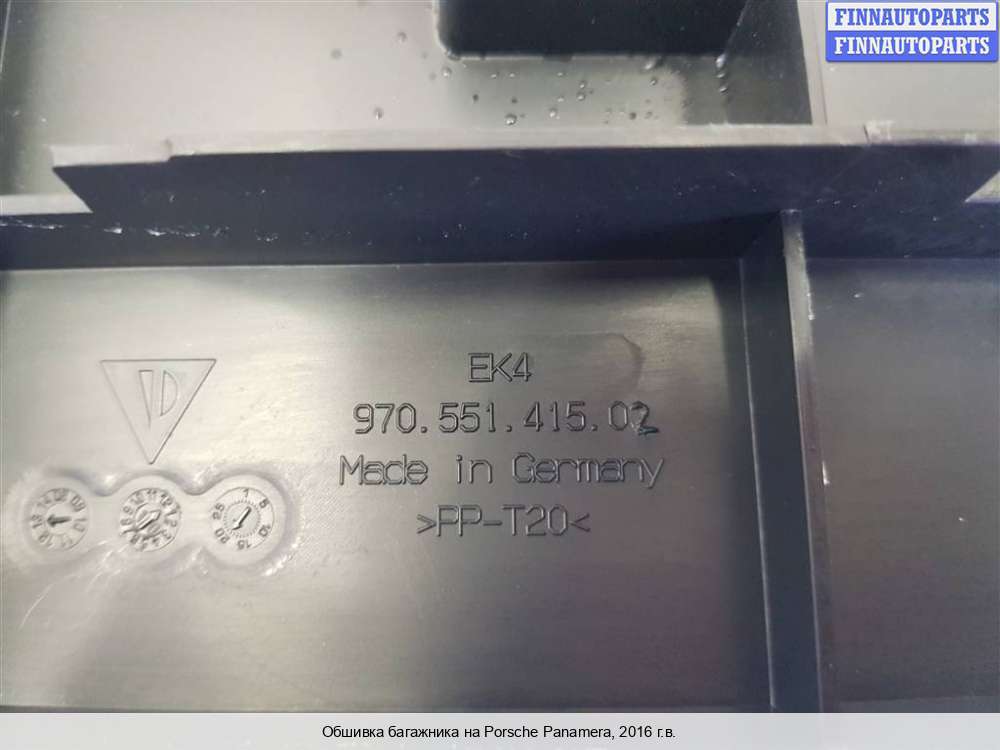 FINNAUTOPARTS
FINNAUTOPARTS
EK4
970.551.415.02
Made in Germany
>PP-T20<
Обшивка багажника на Porsche Panamera, 2016 г.в.